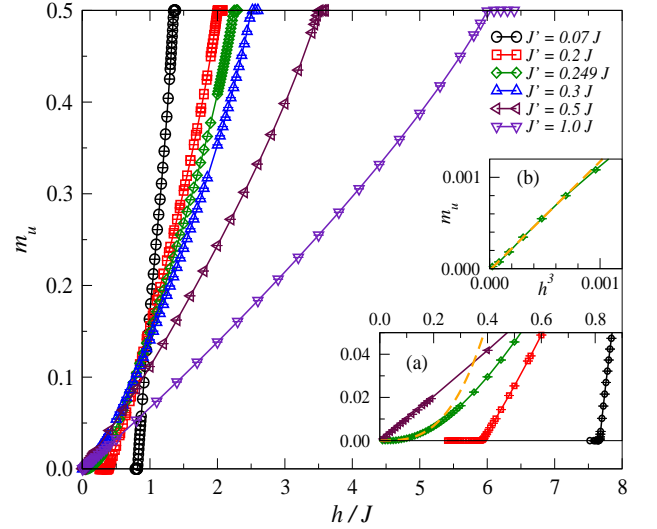 0.5
0.4
0.3
0.2
0.1
0.0
m_u
J' = 0.07 J
J' = 0.2 J
J' = 0.249 J
J' = 0.3 J
J' = 0.5 J
J' = 1.0 J
(b)
0.001
0.000
m_u
0.000 0.001
h^3
0.0 0.2 0.4 0.6 0.8
(a)
0.04
0.02
0.00
0 1 2 3 4 5 6 7 8
h / J